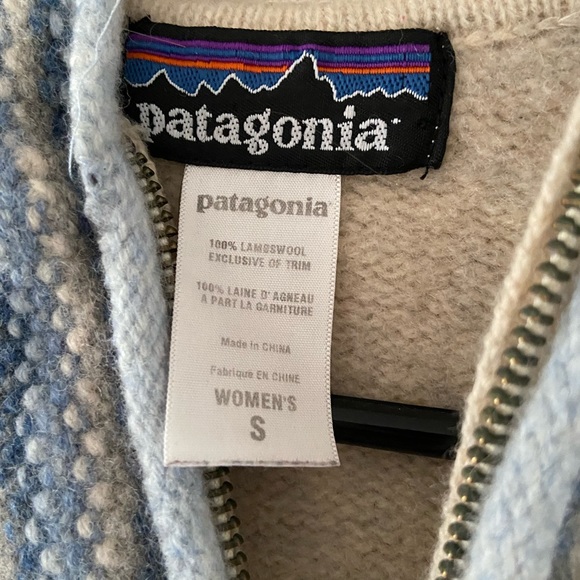 patagonia
patagonia
100% LAMBSWOOL
EXCLUSIVE OF TRIM
100% LAINE D'AGNEAU
A PART LA GARNITURE
Made in CHINA
Fabrique EN CHINE
WOMEN'S
S